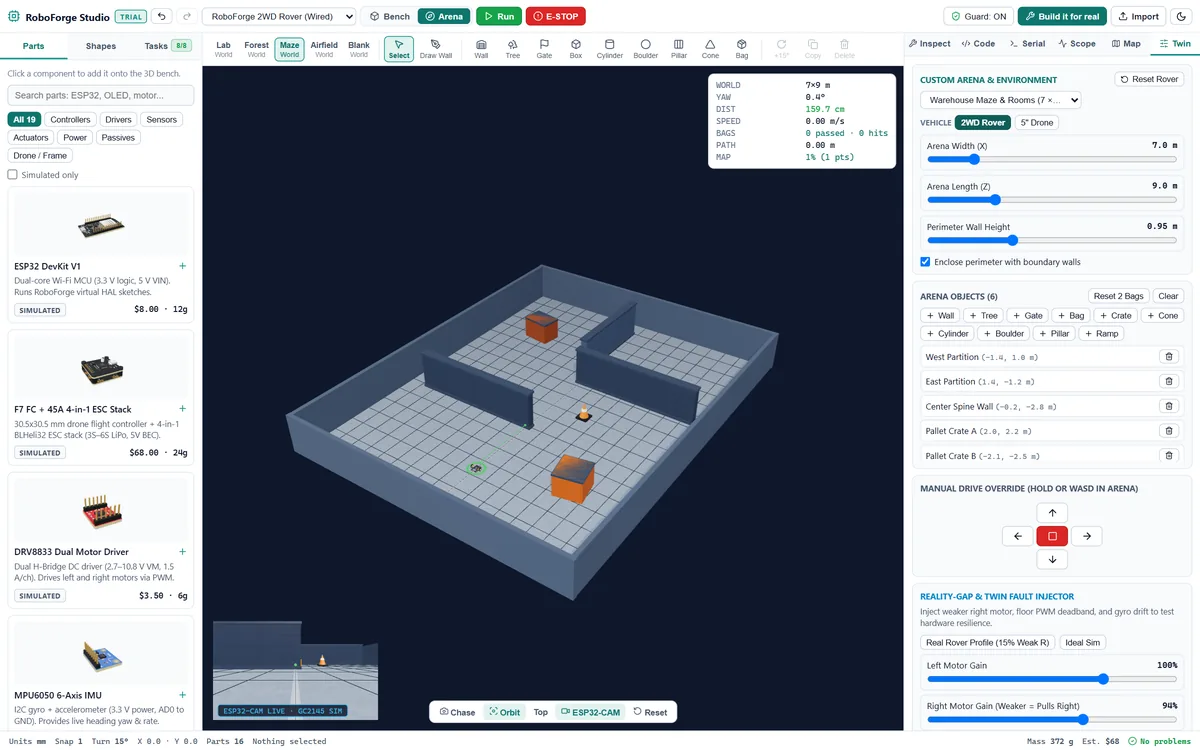 RoboForge Studio TRIAL RoboForge 2WD Rover (Wired) Bench Arena Run E-STOP Guard: ON Build it for real Import
Parts Shapes Tasks 8/8
Lab World Forest World Maze World Airfield World Blank World Select Draw Wall Wall Tree Gate Box Cylinder Boulder Pillar Cone Bag +15° Copy Delete
Inspect Code Serial Scope Map Twin
Click a component to add it onto the 3D bench.
Search parts: ESP32, OLED, motor...
All 19 Controllers Drivers Sensors
Actuators Power Passives
Drone / Frame
Simulated only
ESP32 DevKit V1 +
Dual-core Wi-Fi MCU (3.3 V logic, 5 V VIN).
Runs RoboForge virtual HAL sketches.
SIMULATED $8.00 · 12g
F7 FC + 45A 4-in-1 ESC Stack +
30.5x30.5 mm drone flight controller + 4-in-1
BLHeli32 ESC stack (3S–6S LiPo, 5V BEC).
SIMULATED $68.00 · 24g
DRV8833 Dual Motor Driver +
Dual H-Bridge DC driver (2.7–10.8 V VM, 1.5
A/ch). Drives left and right motors via PWM.
SIMULATED $3.50 · 6g
MPU6050 6-Axis IMU +
I2C gyro + accelerometer (3.3 V power, AD0 to
GND). Provides live heading yaw & rate.
WORLD 7×9 m
YAW 0.4°
DIST 159.7 cm
SPEED 0.00 m/s
BAGS 0 passed · 0 hits
PATH 0.00 m
MAP 1% (1 pts)
ESP32-CAM LIVE · GC2145 SIM
Chase Orbit Top ESP32-CAM Reset
CUSTOM ARENA & ENVIRONMENT Reset Rover
Warehouse Maze & Rooms (7 ×...
VEHICLE 2WD Rover 5" Drone
Arena Width (X) 7.0 m
Arena Length (Z) 9.0 m
Perimeter Wall Height 0.95 m
Enclose perimeter with boundary walls
ARENA OBJECTS (6) Reset 2 Bags Clear
+ Wall + Tree + Gate + Bag + Crate + Cone
+ Cylinder + Boulder + Pillar + Ramp
West Partition (-1.4, 1.0 m)
East Partition (1.4, -1.2 m)
Center Spine Wall (-0.2, -2.8 m)
Pallet Crate A (2.0, 2.2 m)
Pallet Crate B (-2.1, -2.5 m)
MANUAL DRIVE OVERRIDE (HOLD OR WASD IN ARENA)
REALITY-GAP & TWIN FAULT INJECTOR
Inject weaker right motor, floor PWM deadband, and gyro drift to test
hardware resilience.
Real Rover Profile (15% Weak R) Ideal Sim
Left Motor Gain 100%
Right Motor Gain (Weaker = Pulls Right) 94%
Units mm Snap 1 Turn 15° X 0.0 · Y 0.0 Parts 16 Nothing selected Mass 372 g Est. $68 No problems